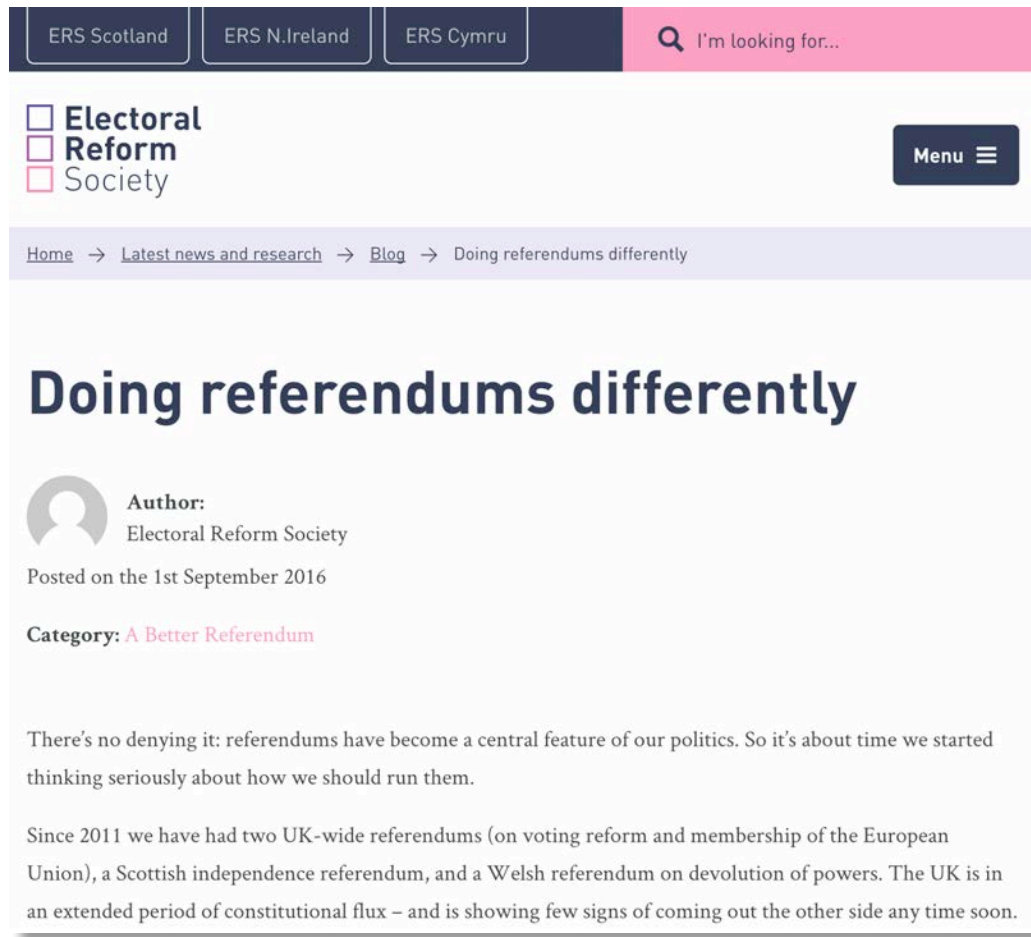 ERS Scotland ERS N.Ireland ERS Cymru I'm looking for...
Electoral
Reform
Society
Menu
Home → Latest news and research → Blog → Doing referendums differently
Doing referendums differently
Author:
Electoral Reform Society
Posted on the 1st September 2016
Category: A Better Referendum
There’s no denying it: referendums have become a central feature of our politics. So it’s about time we started
thinking seriously about how we should run them.
Since 2011 we have had two UK-wide referendums (on voting reform and membership of the European
Union), a Scottish independence referendum, and a Welsh referendum on devolution of powers. The UK is in
an extended period of constitutional flux – and is showing few signs of coming out the other side any time soon.